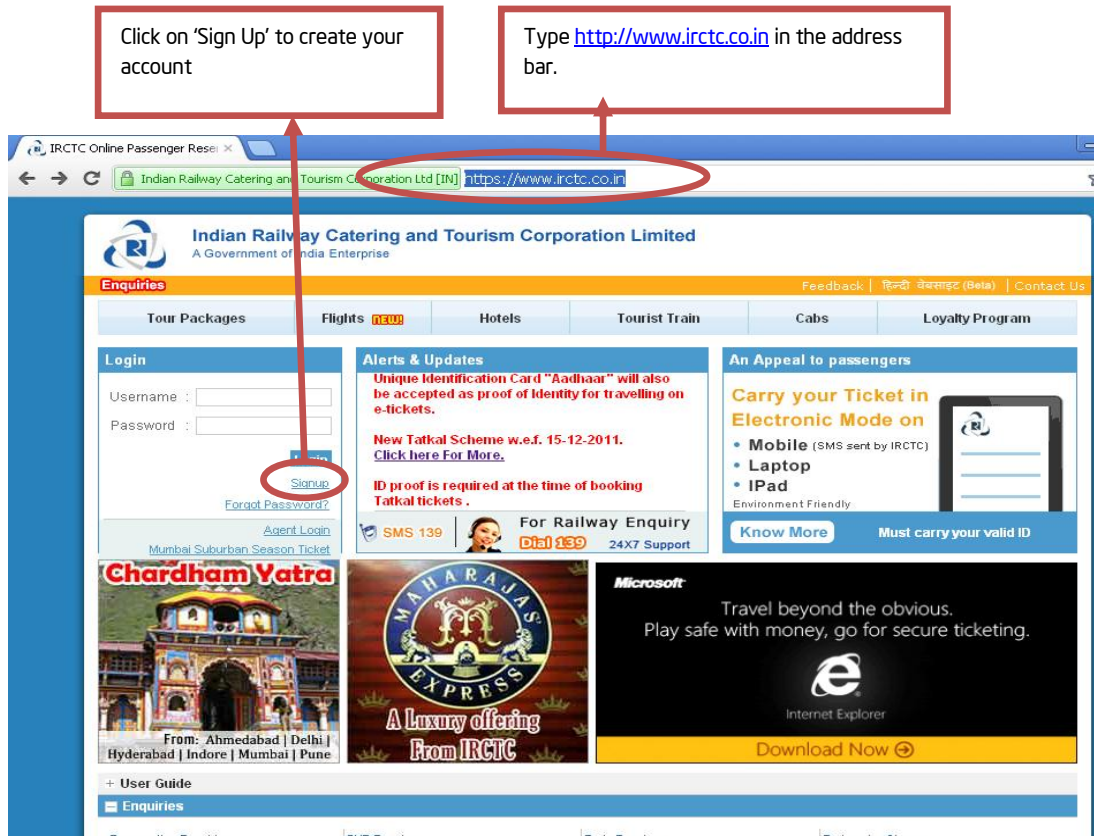 Click on 'Sign Up' to create your
account
Type http://www.irctc.co.in in the address
bar.
IRCTC Online Passenger Reser
Indian Railway Catering and Tourism Corporation Ltd [IN] https://www.irctc.co.in
Indian Railway Catering and Tourism Corporation Limited
A Government of India Enterprise
Enquiries
Feedback | हिन्दी वेबसाइट (Beta) | Contact Us
Tour Packages
Flights NEW!
Hotels
Tourist Train
Cabs
Loyalty Program
Login
Username :
Password :
Login
Signup
Forgot Password?
Agent Login
Mumbai Suburban Season Ticket
Alerts & Updates
Unique Identification Card "Aadhaar" will also
be accepted as proof of Identity for travelling on
e-tickets.
New Tatkal Scheme w.e.f. 15-12-2011.
Click here For More.
ID proof is required at the time of booking
Tatkal tickets .
SMS 139
For Railway Enquiry
Dial 139 24X7 Support
An Appeal to passengers
Carry your Ticket in
Electronic Mode on
• Mobile (SMS sent by IRCTC)
• Laptop
• IPad
Environment Friendly
Know More
Must carry your valid ID
Chardham Yatra
From: Ahmedabad | Delhi |
Hyderabad | Indore | Mumbai | Pune
MAHARAJAS'
EXPRESS
A Luxury offering
From IRCTC
Microsoft
Travel beyond the obvious.
Play safe with money, go for secure ticketing.
Internet Explorer
Download Now
+ User Guide
Enquiries